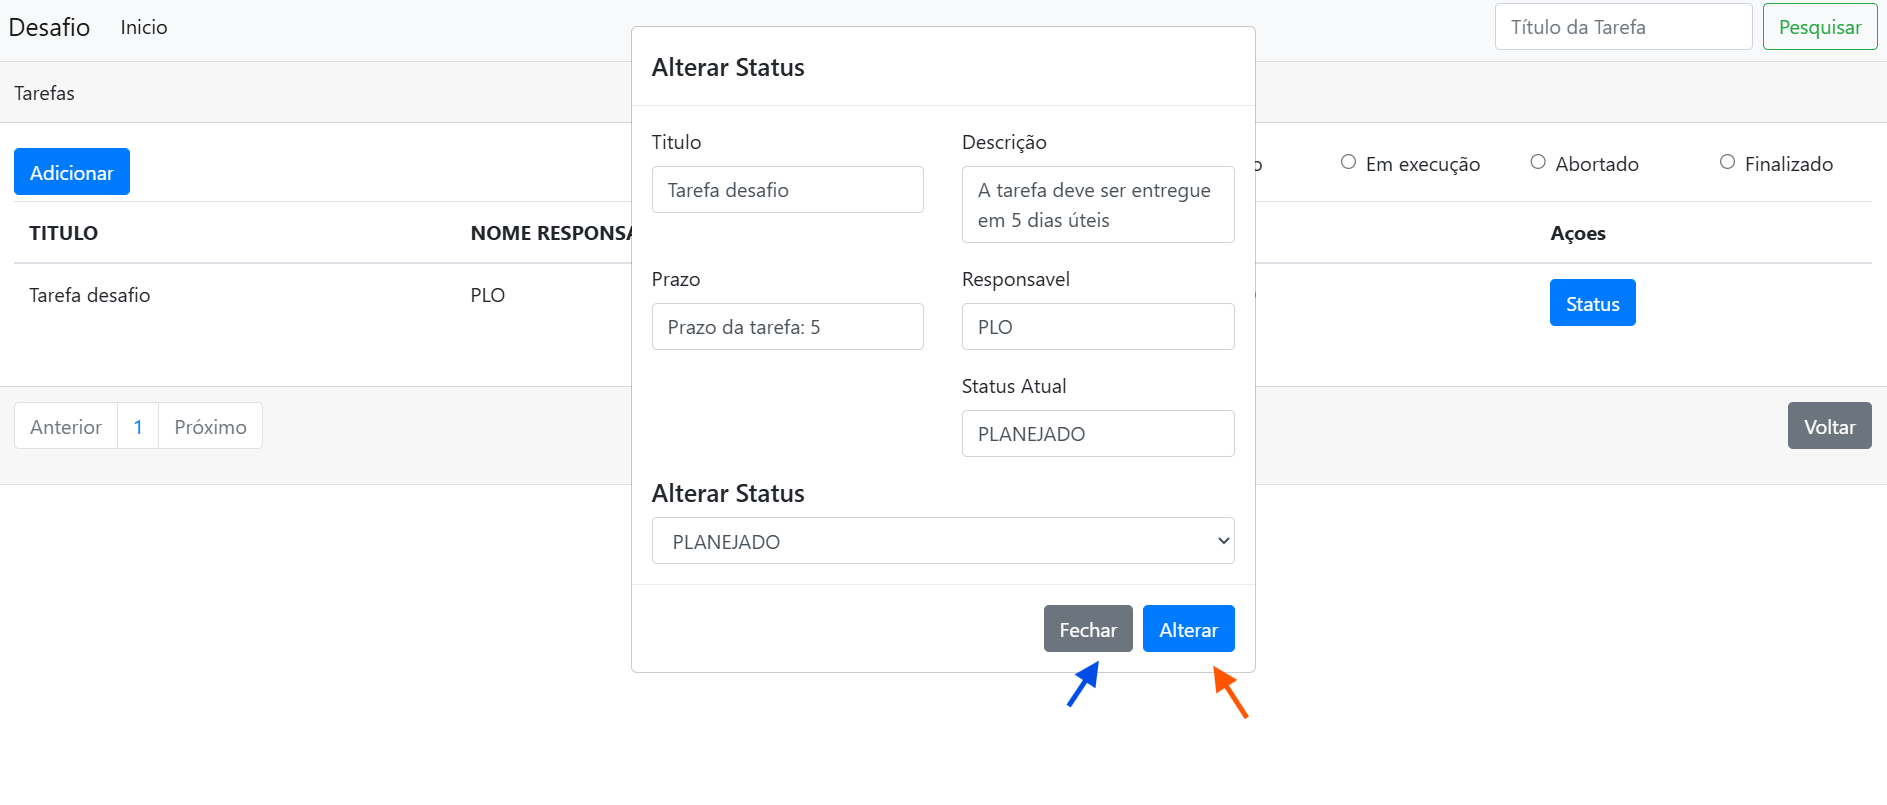 Desafio Inicio Título da Tarefa Pesquisar
Tarefas
Adicionar Em execução Abortado Finalizado
TITULO NOME Açoes
Tarefa desafio PLO Status
Anterior 1 Próximo Voltar
Alterar Status
Titulo Descrição
Tarefa desafio A tarefa deve ser entregue
em 5 dias úteis
Prazo Responsavel
Prazo da tarefa: 5 PLO
Status Atual
PLANEJADO
Alterar Status
PLANEJADO
Fechar Alterar